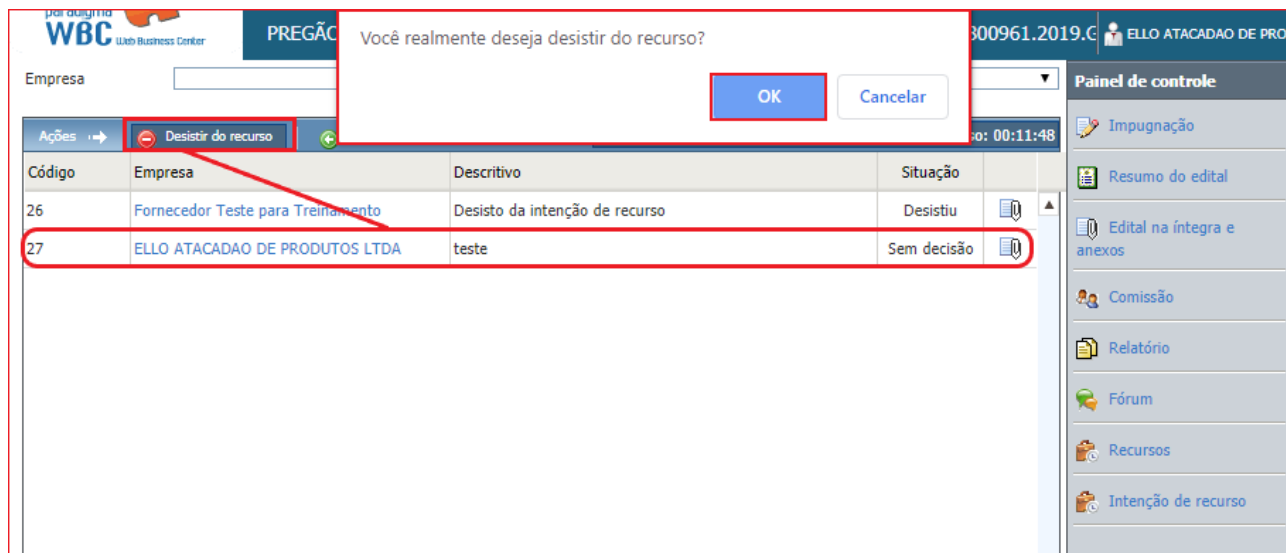 paradigma
WBC Web Business Center
PREGÃO
Você realmente deseja desistir do recurso?
OK
Cancelar
800961.2019.G
ELLO ATACADAO DE PRO
Empresa
Ações
Desistir do recurso
so: 00:11:48
Código
Empresa
Descritivo
Situação
26
Fornecedor Teste para Treinamento
Desisto da intenção de recurso
Desistiu
27
ELLO ATACADAO DE PRODUTOS LTDA
teste
Sem decisão
Painel de controle
Impugnação
Resumo do edital
Edital na íntegra e
anexos
Comissão
Relatório
Fórum
Recursos
Intenção de recurso